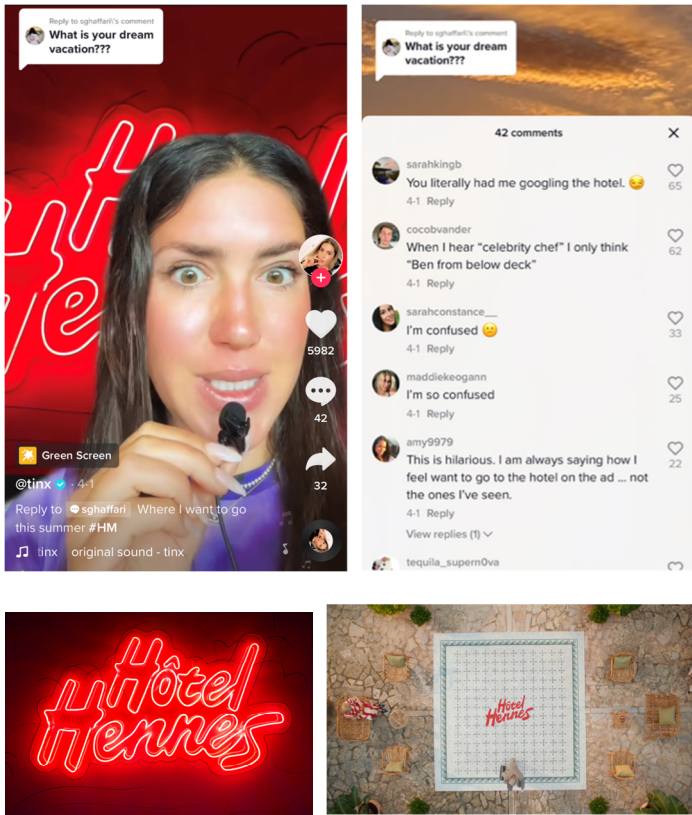 Reply to sghaffari\'s comment
What is your dream
vacation???
5982
42
32
Green Screen
@tinx · 4-1
Reply to sghaffari Where I want to go
this summer #HM
tinx original sound - tinx
Reply to sghaffari\'s comment
What is your dream
vacation???
42 comments
sarahkingb
You literally had me googling the hotel. 😏
65
4-1 Reply
cocobvander
When I hear “celebrity chef” I only think
“Ben from below deck”
62
4-1 Reply
sarahconstance__
I’m confused 😕
33
4-1 Reply
maddiekeogann
I’m so confused
25
4-1 Reply
amy9979
This is hilarious. I am always saying how I
feel want to go to the hotel on the ad ... not
the ones I’ve seen.
22
4-1 Reply
View replies (1)
tequila_supern0va
Hôtel
Hennes
Hôtel
Hennes